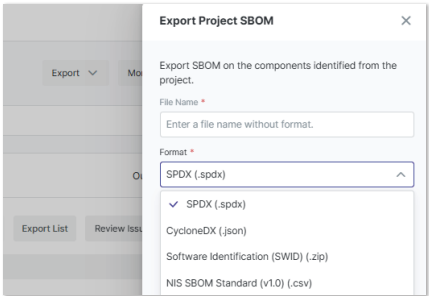 Export Project SBOM
Export SBOM on the components identified from the
project.
File Name *
Enter a file name without format.
Format *
SPDX (.spdx)
SPDX (.spdx)
CycloneDX (.json)
Software Identification (SWID) (.zip)
NIS SBOM Standard (v1.0) (.csv)
Export
Mo
Ou
Export List
Review Issu